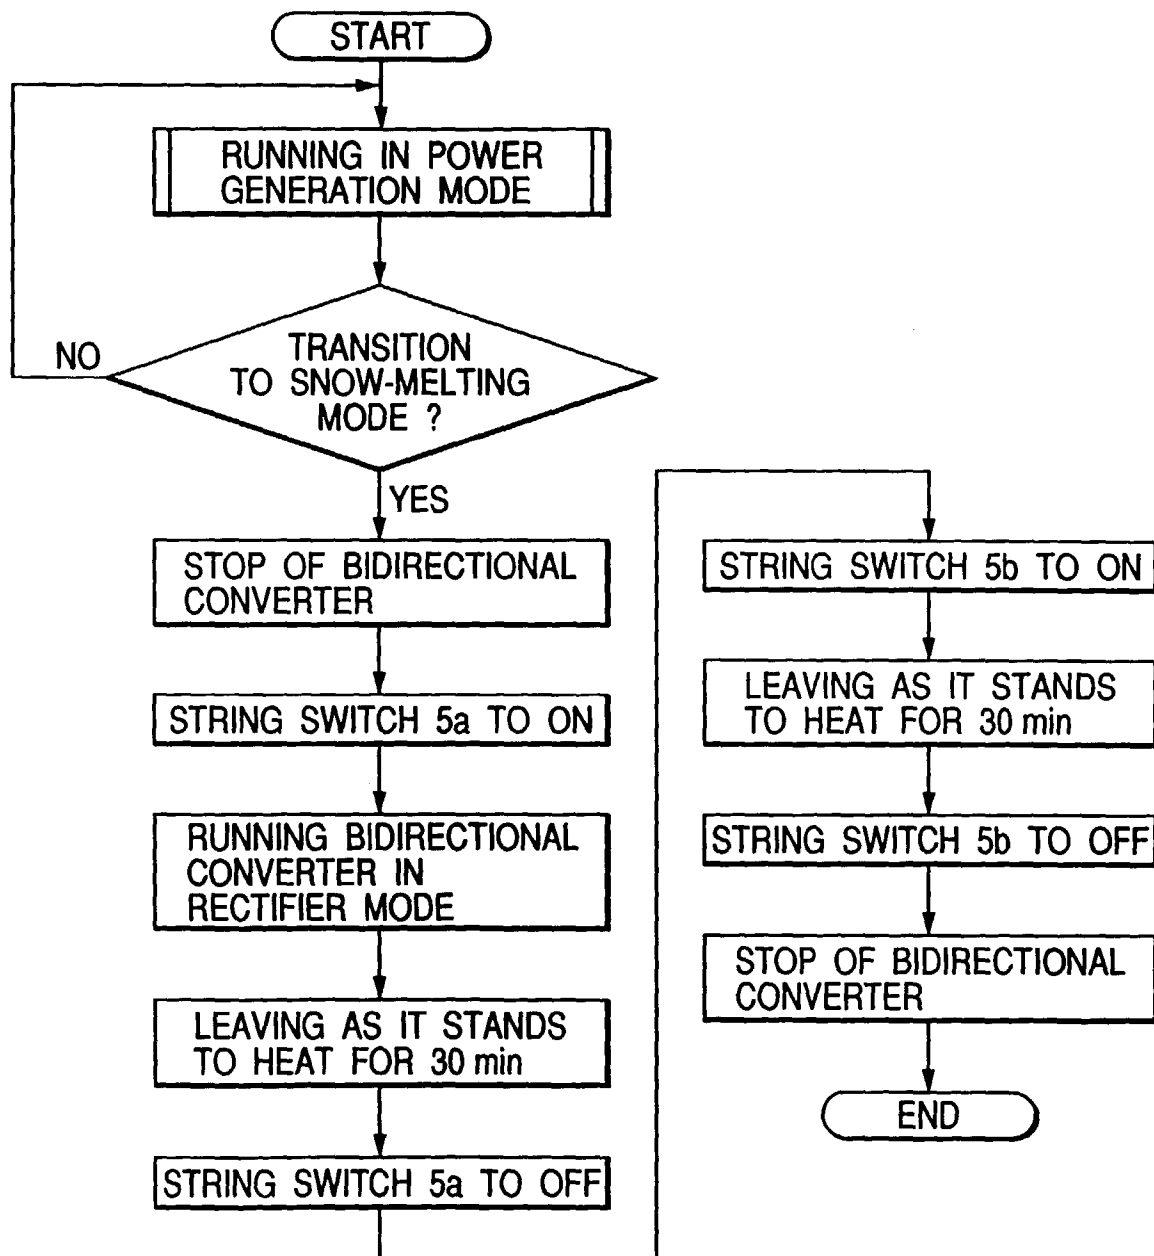 START
RUNNING IN POWER
GENERATION MODE
TRANSITION
TO SNOW-MELTING
MODE ?
NO
YES
STOP OF BIDIRECTIONAL
CONVERTER
STRING SWITCH 5a TO ON
RUNNING BIDIRECTIONAL
CONVERTER IN
RECTIFIER MODE
LEAVING AS IT STANDS
TO HEAT FOR 30 min
STRING SWITCH 5a TO OFF
STRING SWITCH 5b TO ON
LEAVING AS IT STANDS
TO HEAT FOR 30 min
STRING SWITCH 5b TO OFF
STOP OF BIDIRECTIONAL
CONVERTER
END